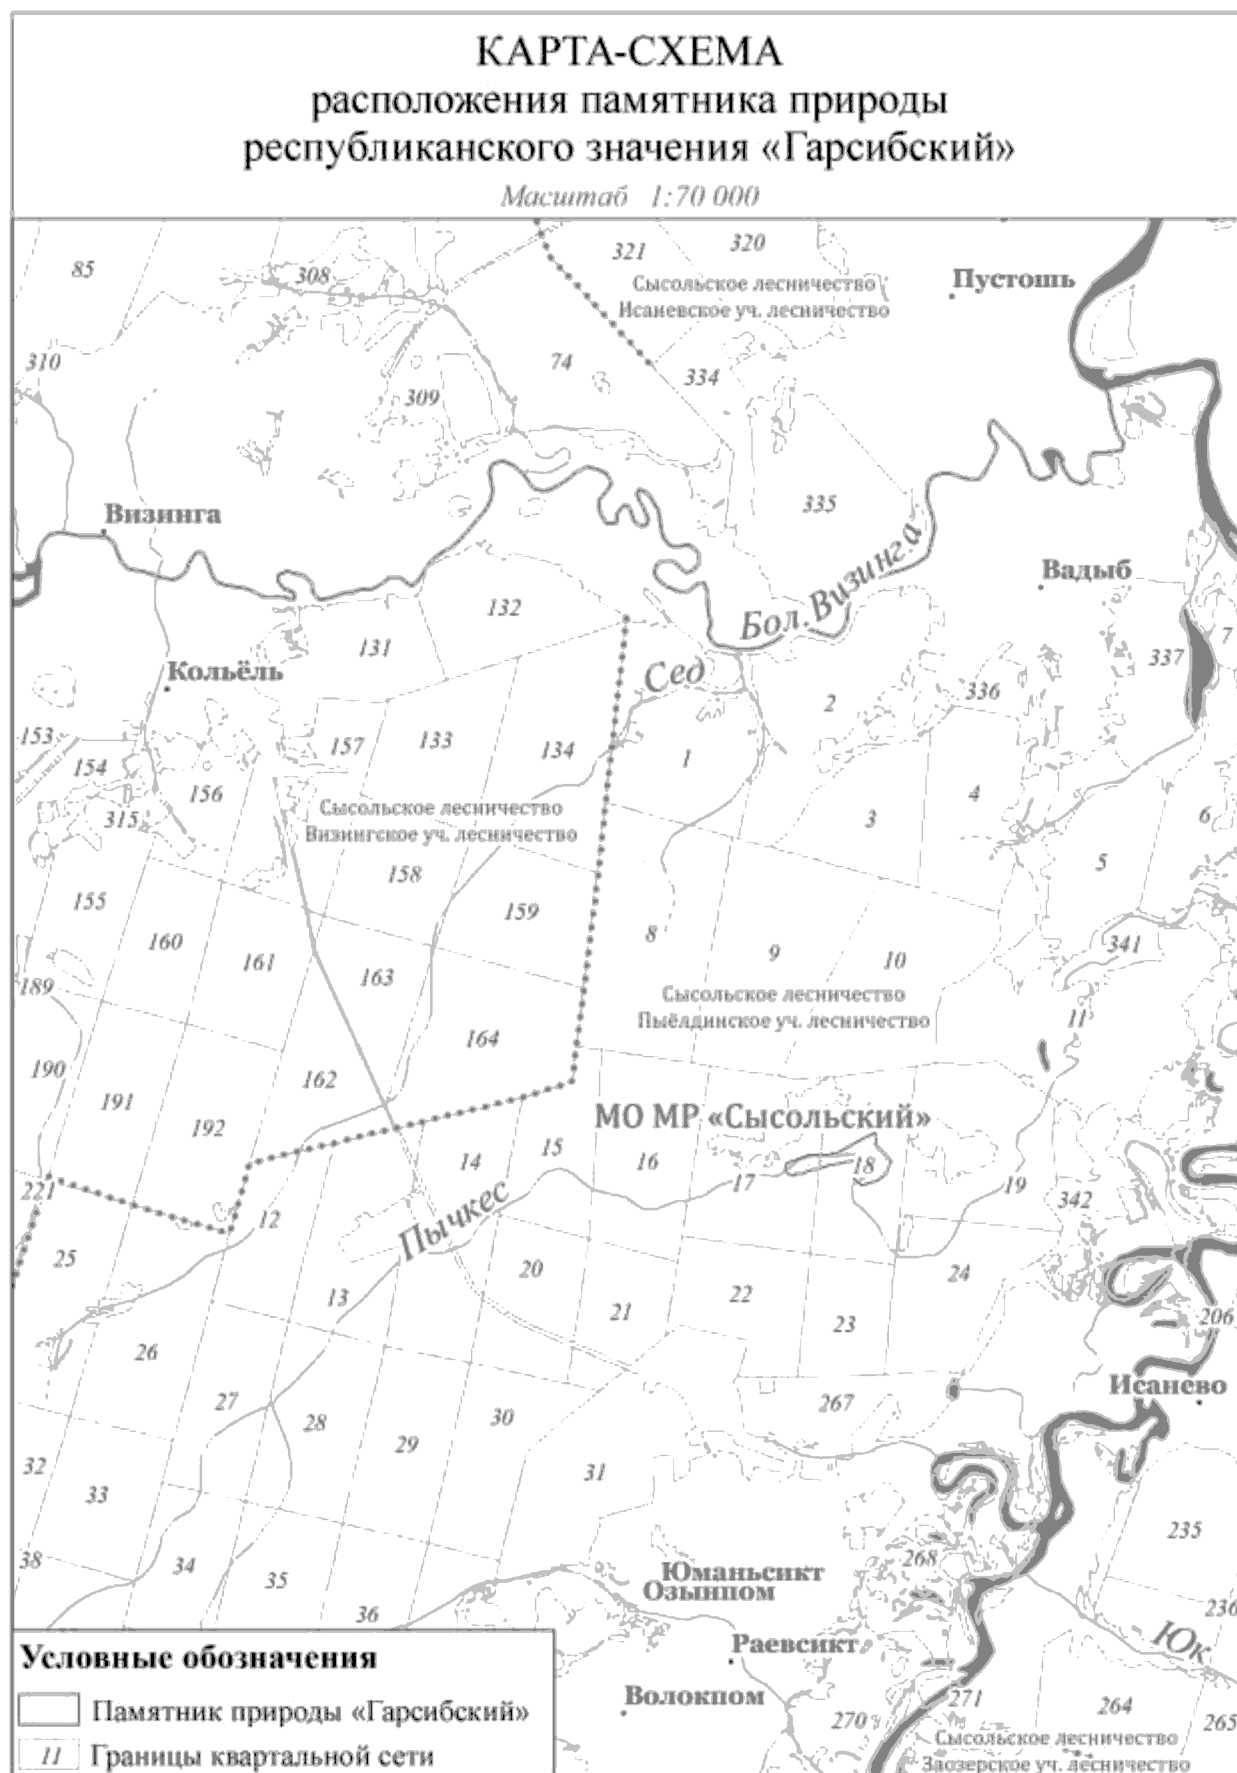 КАРТА-СХЕМА
расположения памятника природы
республиканского значения «Гарсибский»
Масштаб 1:70 000
85
308
321
320
Сысольское лесничество
Исаневское уч. лесничество
Пустошь
310
309
74
334
335
Визинга
Бол. Визинга
Вадыб
132
131
Кольёль
Сед
2
336
337
7
153
154
157
133
134
1
156
315
4
3
6
Сысольское лесничество
Визингское уч. лесничество
158
5
155
159
160
161
163
8
9
10
341
189
Сысольское лесничество
Пыёлдинское уч. лесничество
11
164
190
191
162
192
МО МР «Сысольский»
14
15
16
17
18
19
342
221
12
Пычкес
25
13
20
21
22
23
24
206
26
27
28
29
30
267
Исанево
32
33
31
235
38
34
35
268
Юманьсикт
Озынпом
36
236
Раевсикт
Юк
Волокпом
270
271
264
265
Сысольское лесничество
Заозерское уч. лесничество
Условные обозначения
Памятник природы «Гарсибский»
11 Границы квартальной сети